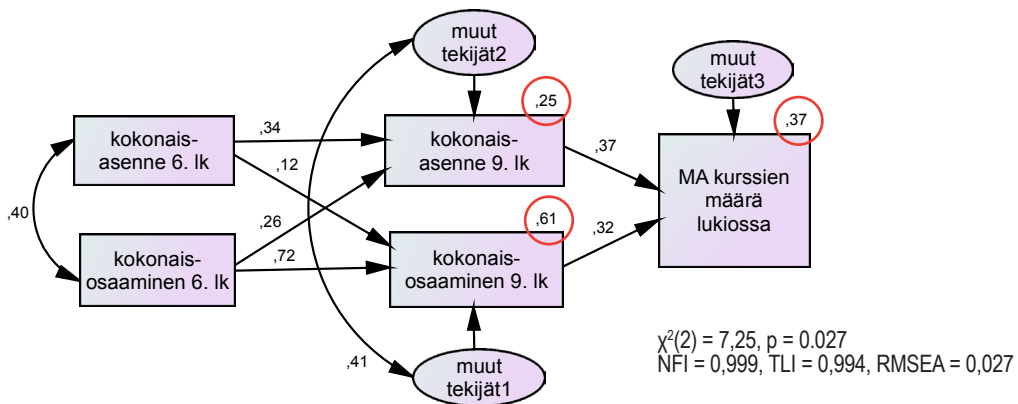 muut
tekijät2
muut
tekijät3
,25
,37
kokonais-
asenne 6. lk
,34
kokonais-
asenne 9. lk
,37
,12
MA kurssien
määrä
lukiossa
,40
,26
,61
,32
kokonais-
osaaminen 6. lk
,72
kokonais-
osaaminen 9. lk
,41
muut
tekijät1
χ²(2) = 7,25, p = 0.027
NFI = 0,999, TLI = 0,994, RMSEA = 0,027